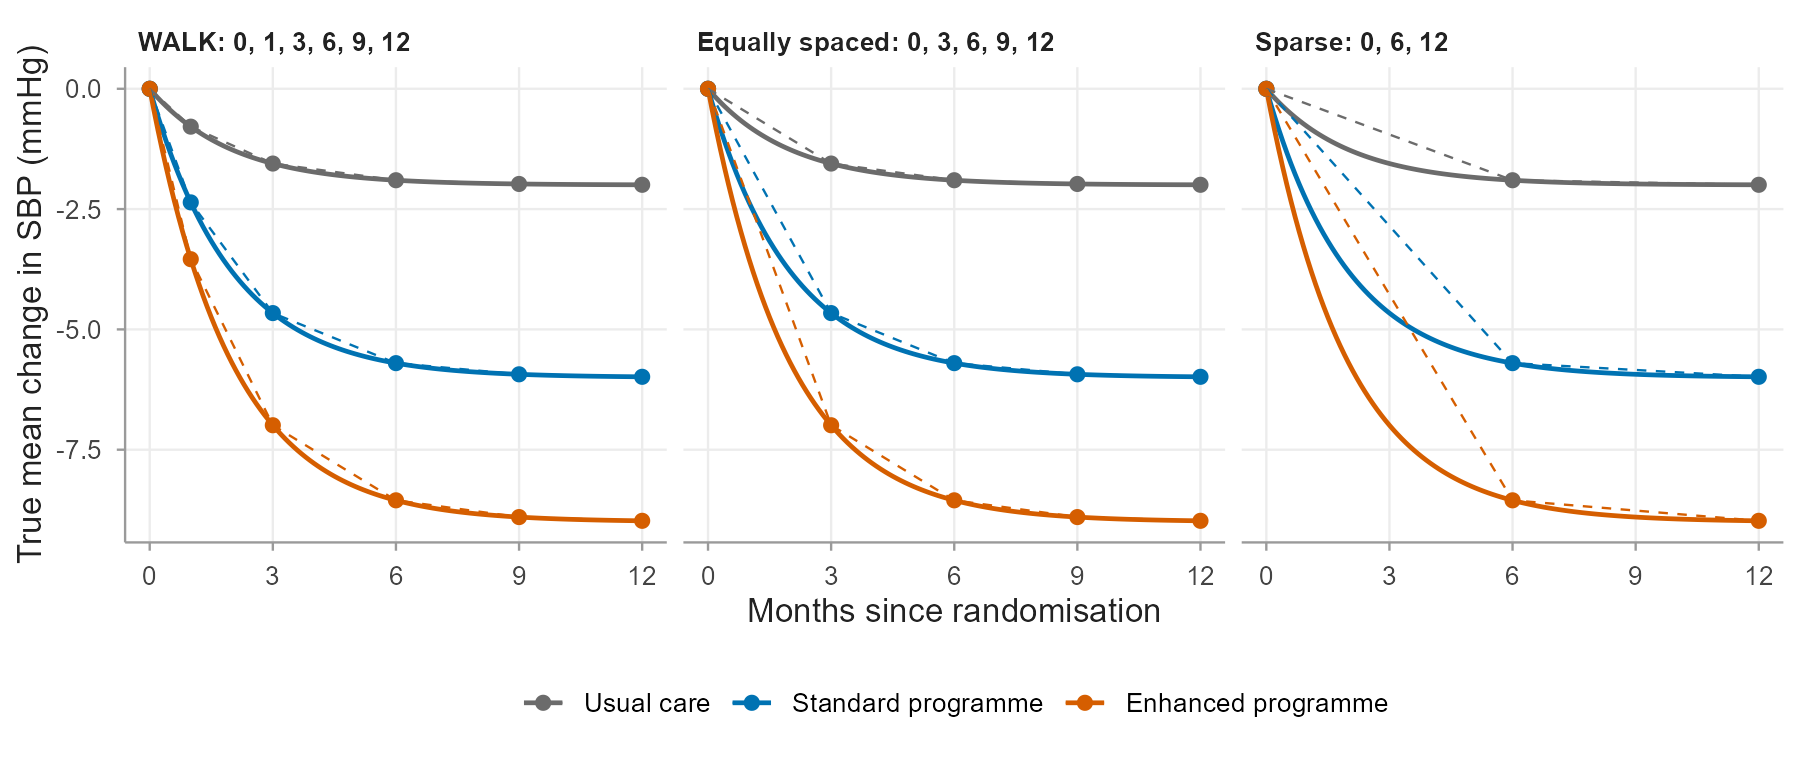 WALK: 0, 1, 3, 6, 9, 12
Equally spaced: 0, 3, 6, 9, 12
Sparse: 0, 6, 12
True mean change in SBP (mmHg)
0.0
-2.5
-5.0
-7.5
0 3 6 9 12
0 3 6 9 12
0 3 6 9 12
Months since randomisation
Usual care
Standard programme
Enhanced programme